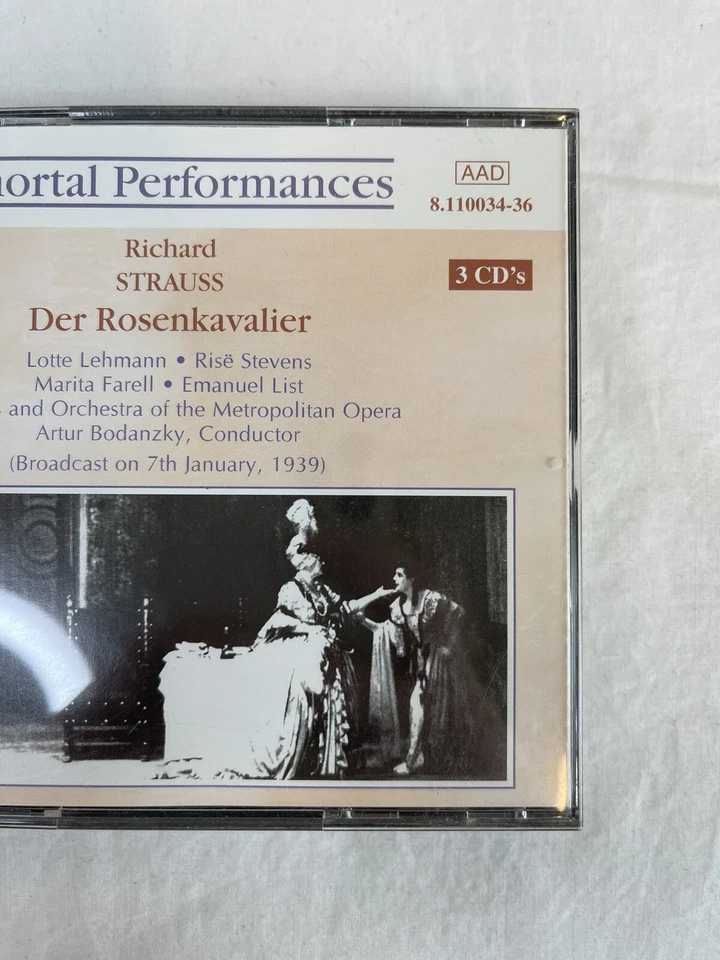 ortal Performances
AAD
8.110034-36
Richard
STRAUSS
3 CD's
Der Rosenkavalier
Lotte Lehmann • Risë Stevens
Marita Farell • Emanuel List
and Orchestra of the Metropolitan Opera
Artur Bodanzky, Conductor
(Broadcast on 7th January, 1939)